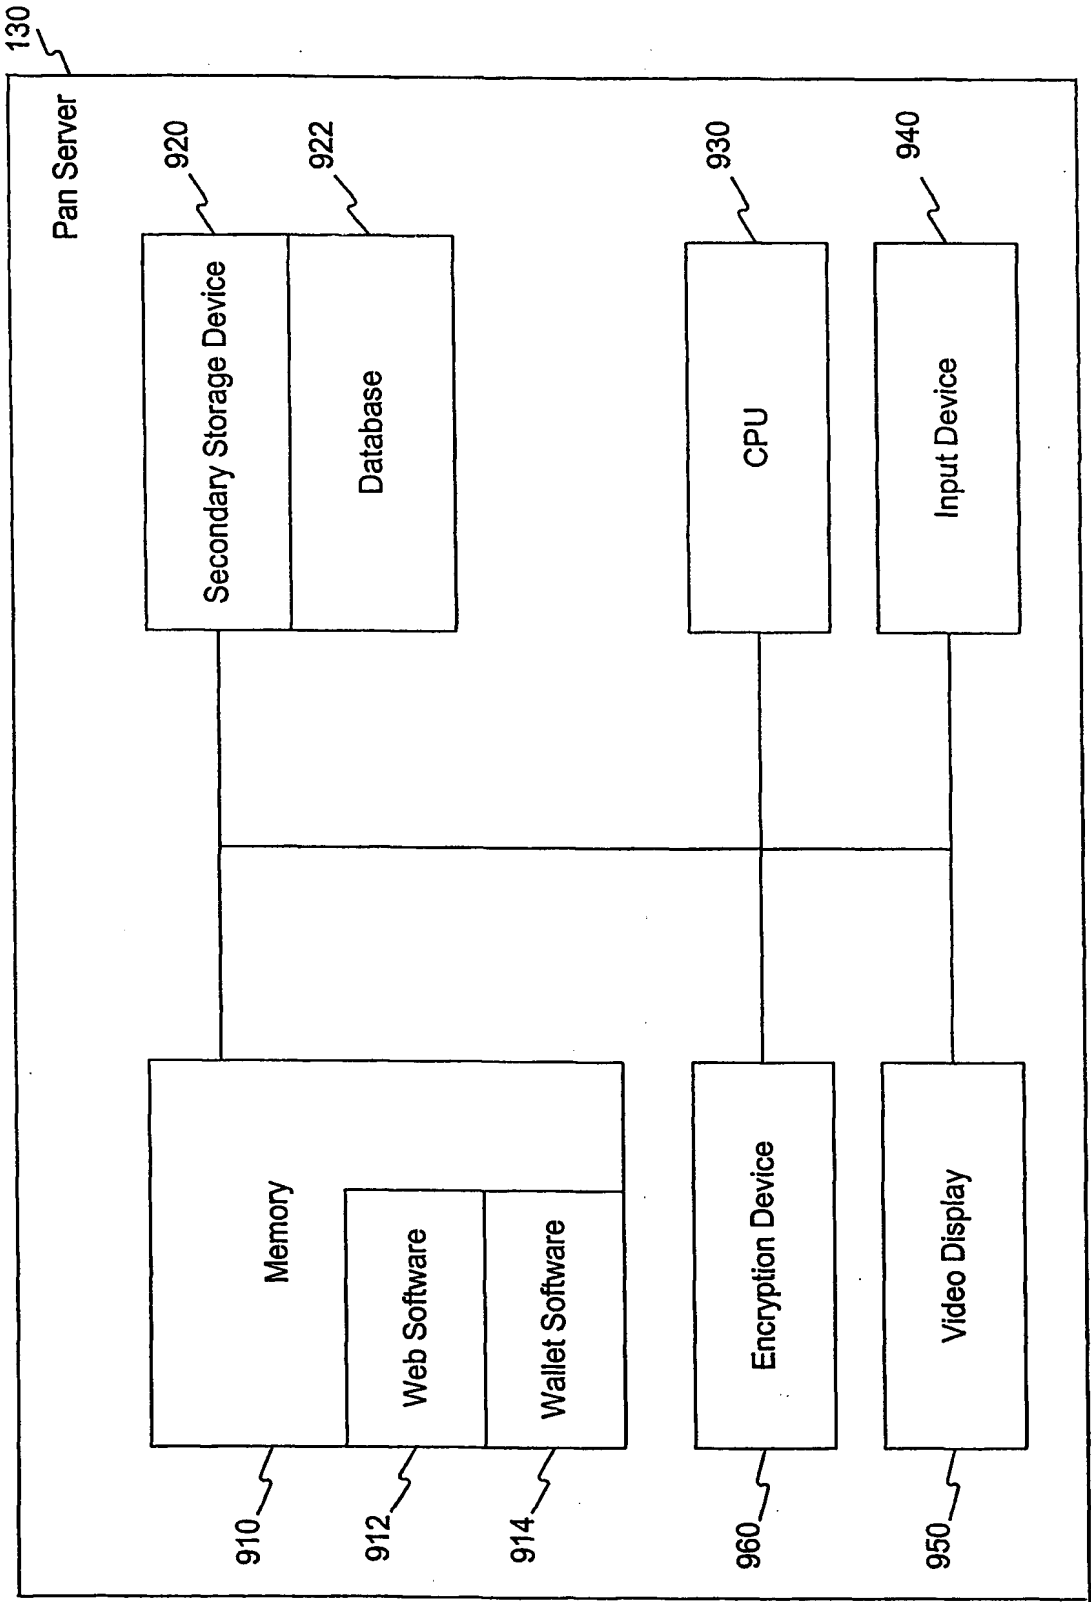 130
Pan Server
910
Memory
912
Web Software
914
Wallet Software
Secondary Storage Device
920
Database
922
960
Encryption Device
CPU
930
950
Video Display
Input Device
940